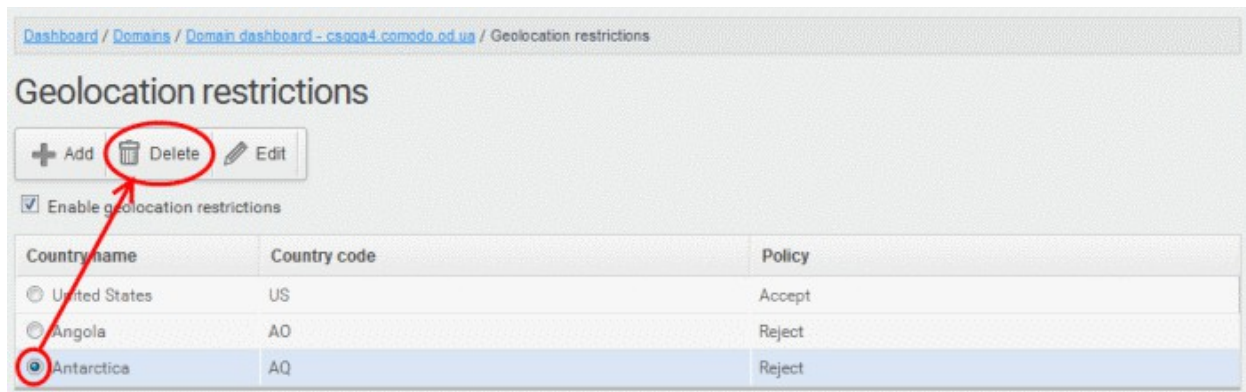 Dashboard / Domains / Domain dashboard - csqqa4.comodo.od.ua / Geolocation restrictions
Geolocation restrictions
Add Delete Edit
Enable geolocation restrictions
Country name Country code Policy
United States US Accept
Angola AO Reject
Antarctica AQ Reject